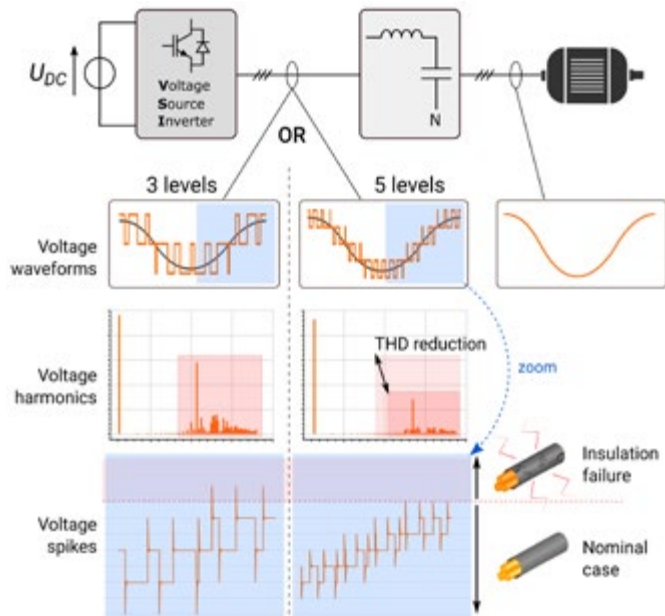 U_DC
Voltage
Source
Inverter
N
OR
3 levels
5 levels
Voltage
waveforms
THD reduction
Voltage
harmonics
zoom
Insulation
failure
Voltage
spikes
Nominal
case